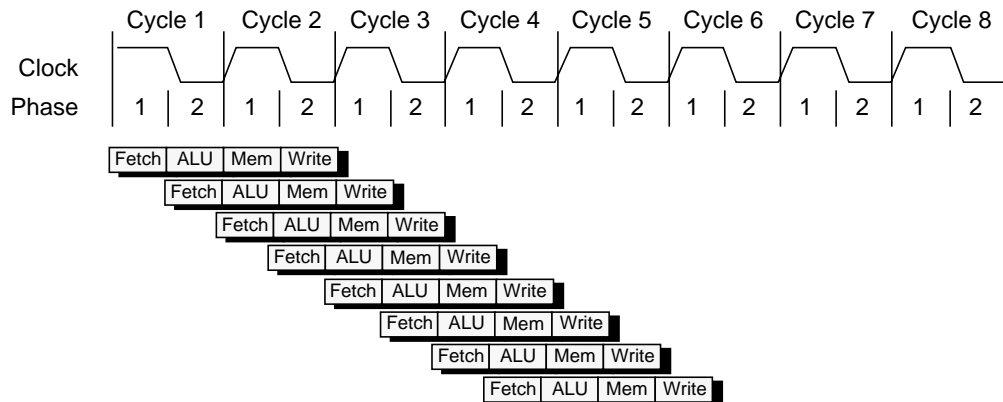 Cycle 1 Cycle 2 Cycle 3 Cycle 4 Cycle 5 Cycle 6 Cycle 7 Cycle 8
Clock
Phase 1 2 1 2 1 2 1 2 1 2 1 2 1 2 1 2
Fetch ALU Mem Write
Fetch ALU Mem Write
Fetch ALU Mem Write
Fetch ALU Mem Write
Fetch ALU Mem Write
Fetch ALU Mem Write
Fetch ALU Mem Write
Fetch ALU Mem Write